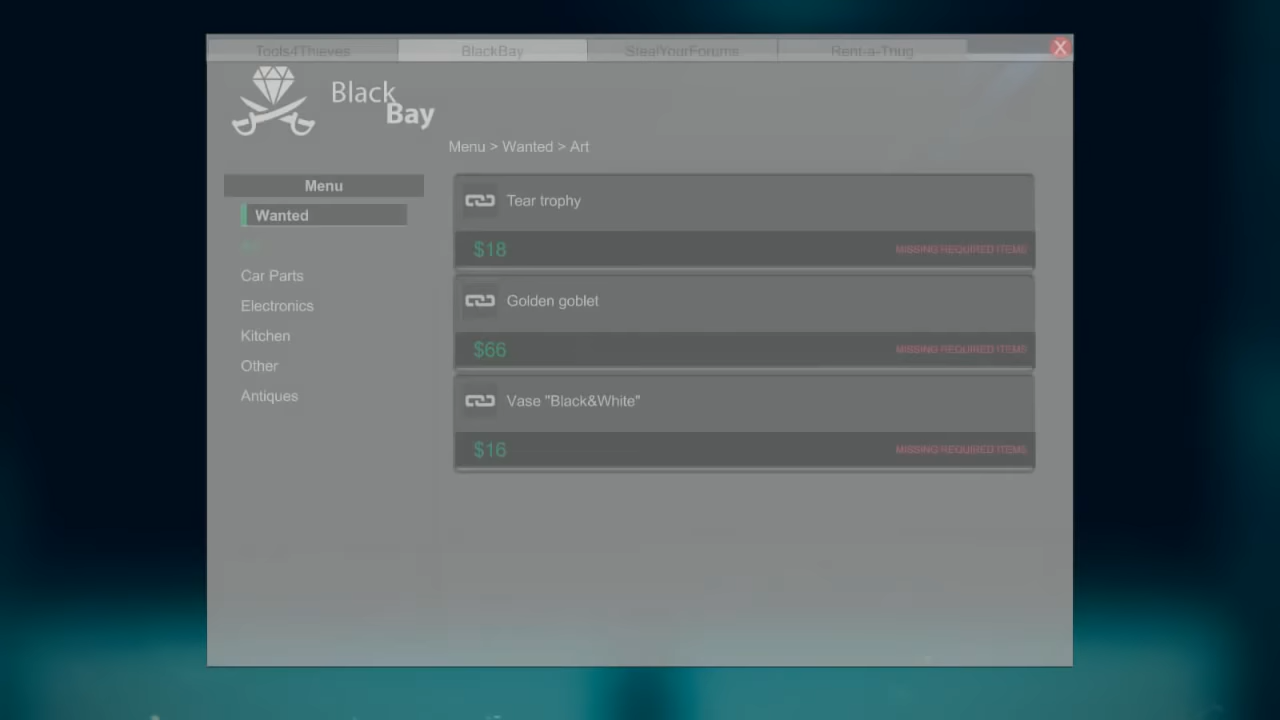 Tools4Thieves
BlackBay
StealYourForums
Rent-a-Thug
X
Black
Bay
Menu > Wanted > Art
Menu
Wanted
Art
Car Parts
Electronics
Kitchen
Other
Antiques
Tear trophy
$18
MISSING REQUIRED ITEMS
Golden goblet
$66
MISSING REQUIRED ITEMS
Vase "Black&White"
$16
MISSING REQUIRED ITEMS